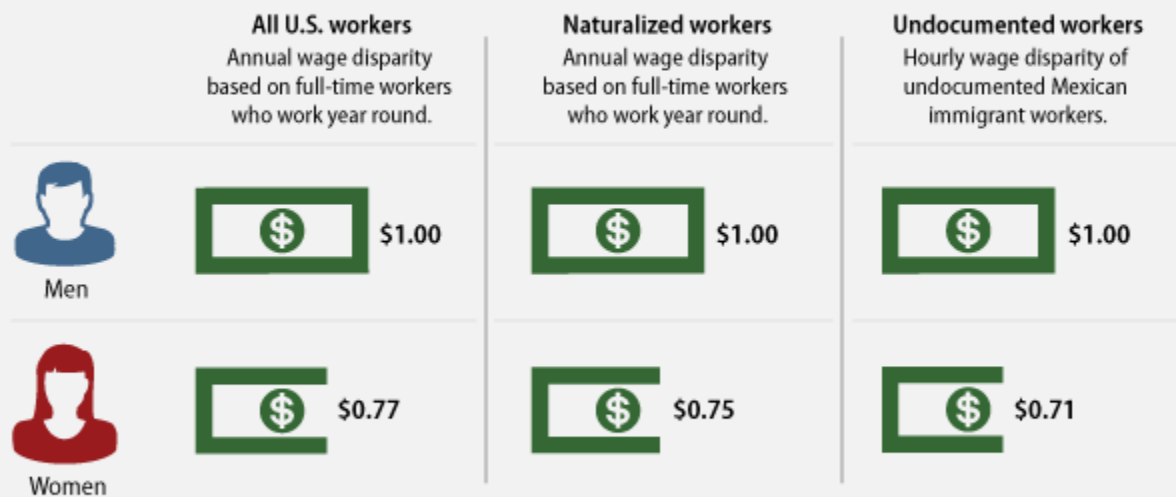 All U.S. workers
Annual wage disparity
based on full-time workers
who work year round.
Naturalized workers
Annual wage disparity
based on full-time workers
who work year round.
Undocumented workers
Hourly wage disparity of
undocumented Mexican
immigrant workers.
Men
$ $1.00
$ $1.00
$ $1.00
Women
$ $0.77
$ $0.75
$ $0.71